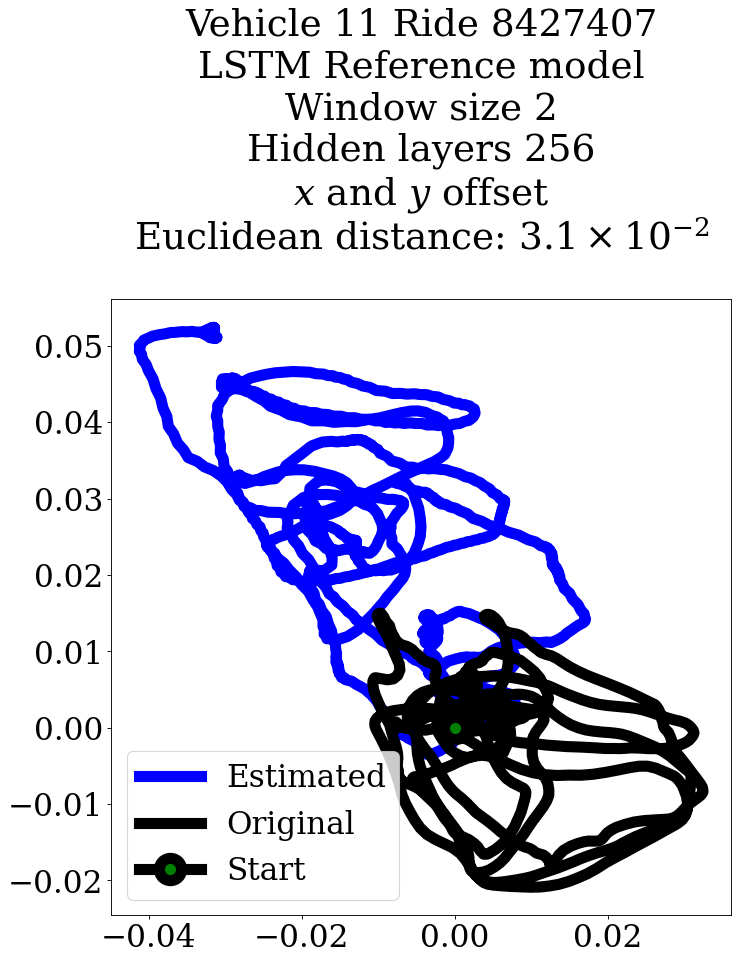 Vehicle 11 Ride 8427407
LSTM Reference model
Window size 2
Hidden layers 256
x and y offset
Euclidean distance: 3.1 × 10⁻²
0.05
0.04
0.03
0.02
0.01
0.00
−0.01
−0.02
Estimated
Original
Start
−0.04
−0.02
0.00
0.02